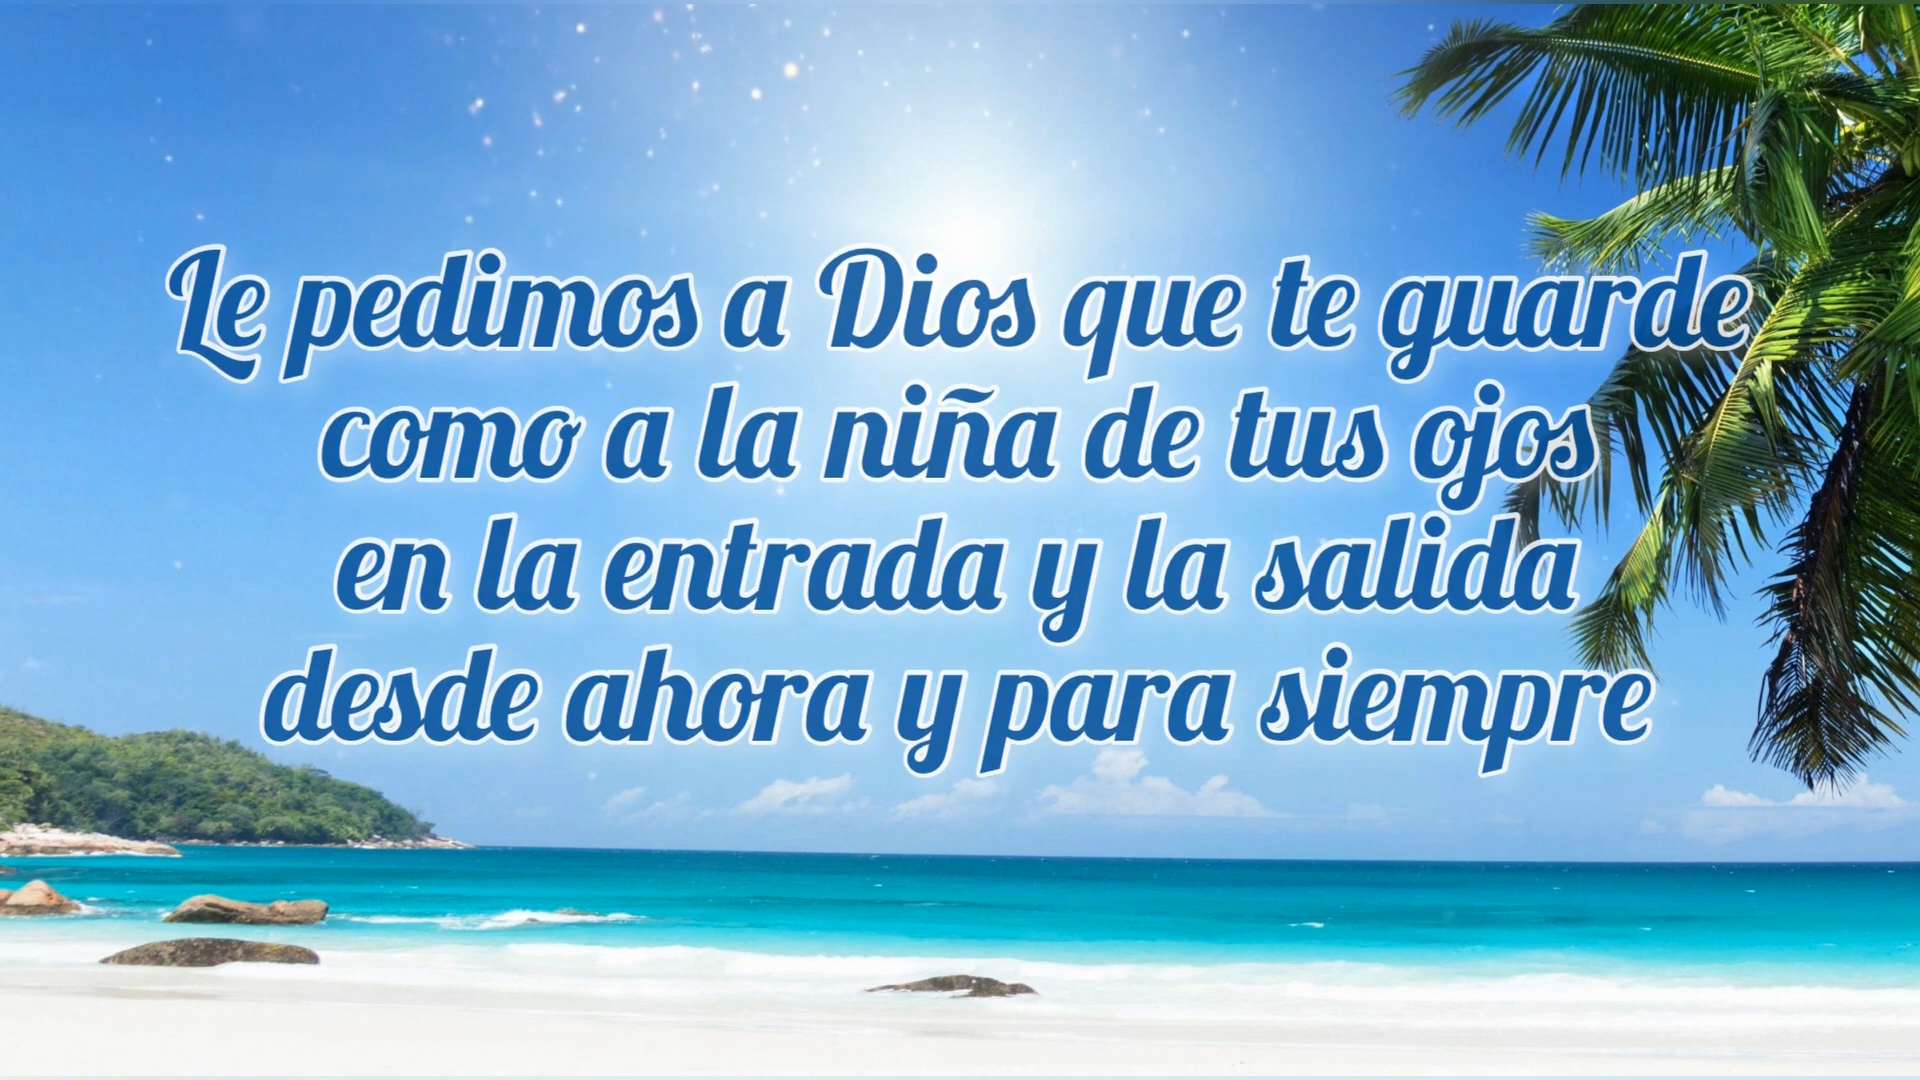 Le pedimos a Dios que te guarde
como a la niña de tus ojos
en la entrada y la salida
desde ahora y para siempre